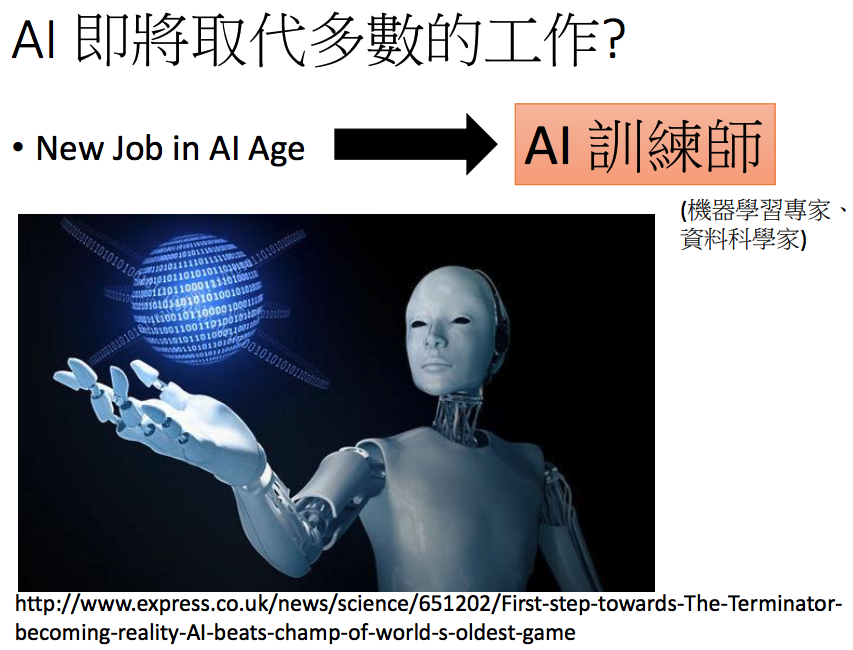 AI 即將取代多數的工作?
• New Job in AI Age
AI 訓練師
(機器學習專家、
資料科學家)
http://www.express.co.uk/news/science/651202/First-step-towards-The-Terminator-
becoming-reality-AI-beats-champ-of-world-s-oldest-game